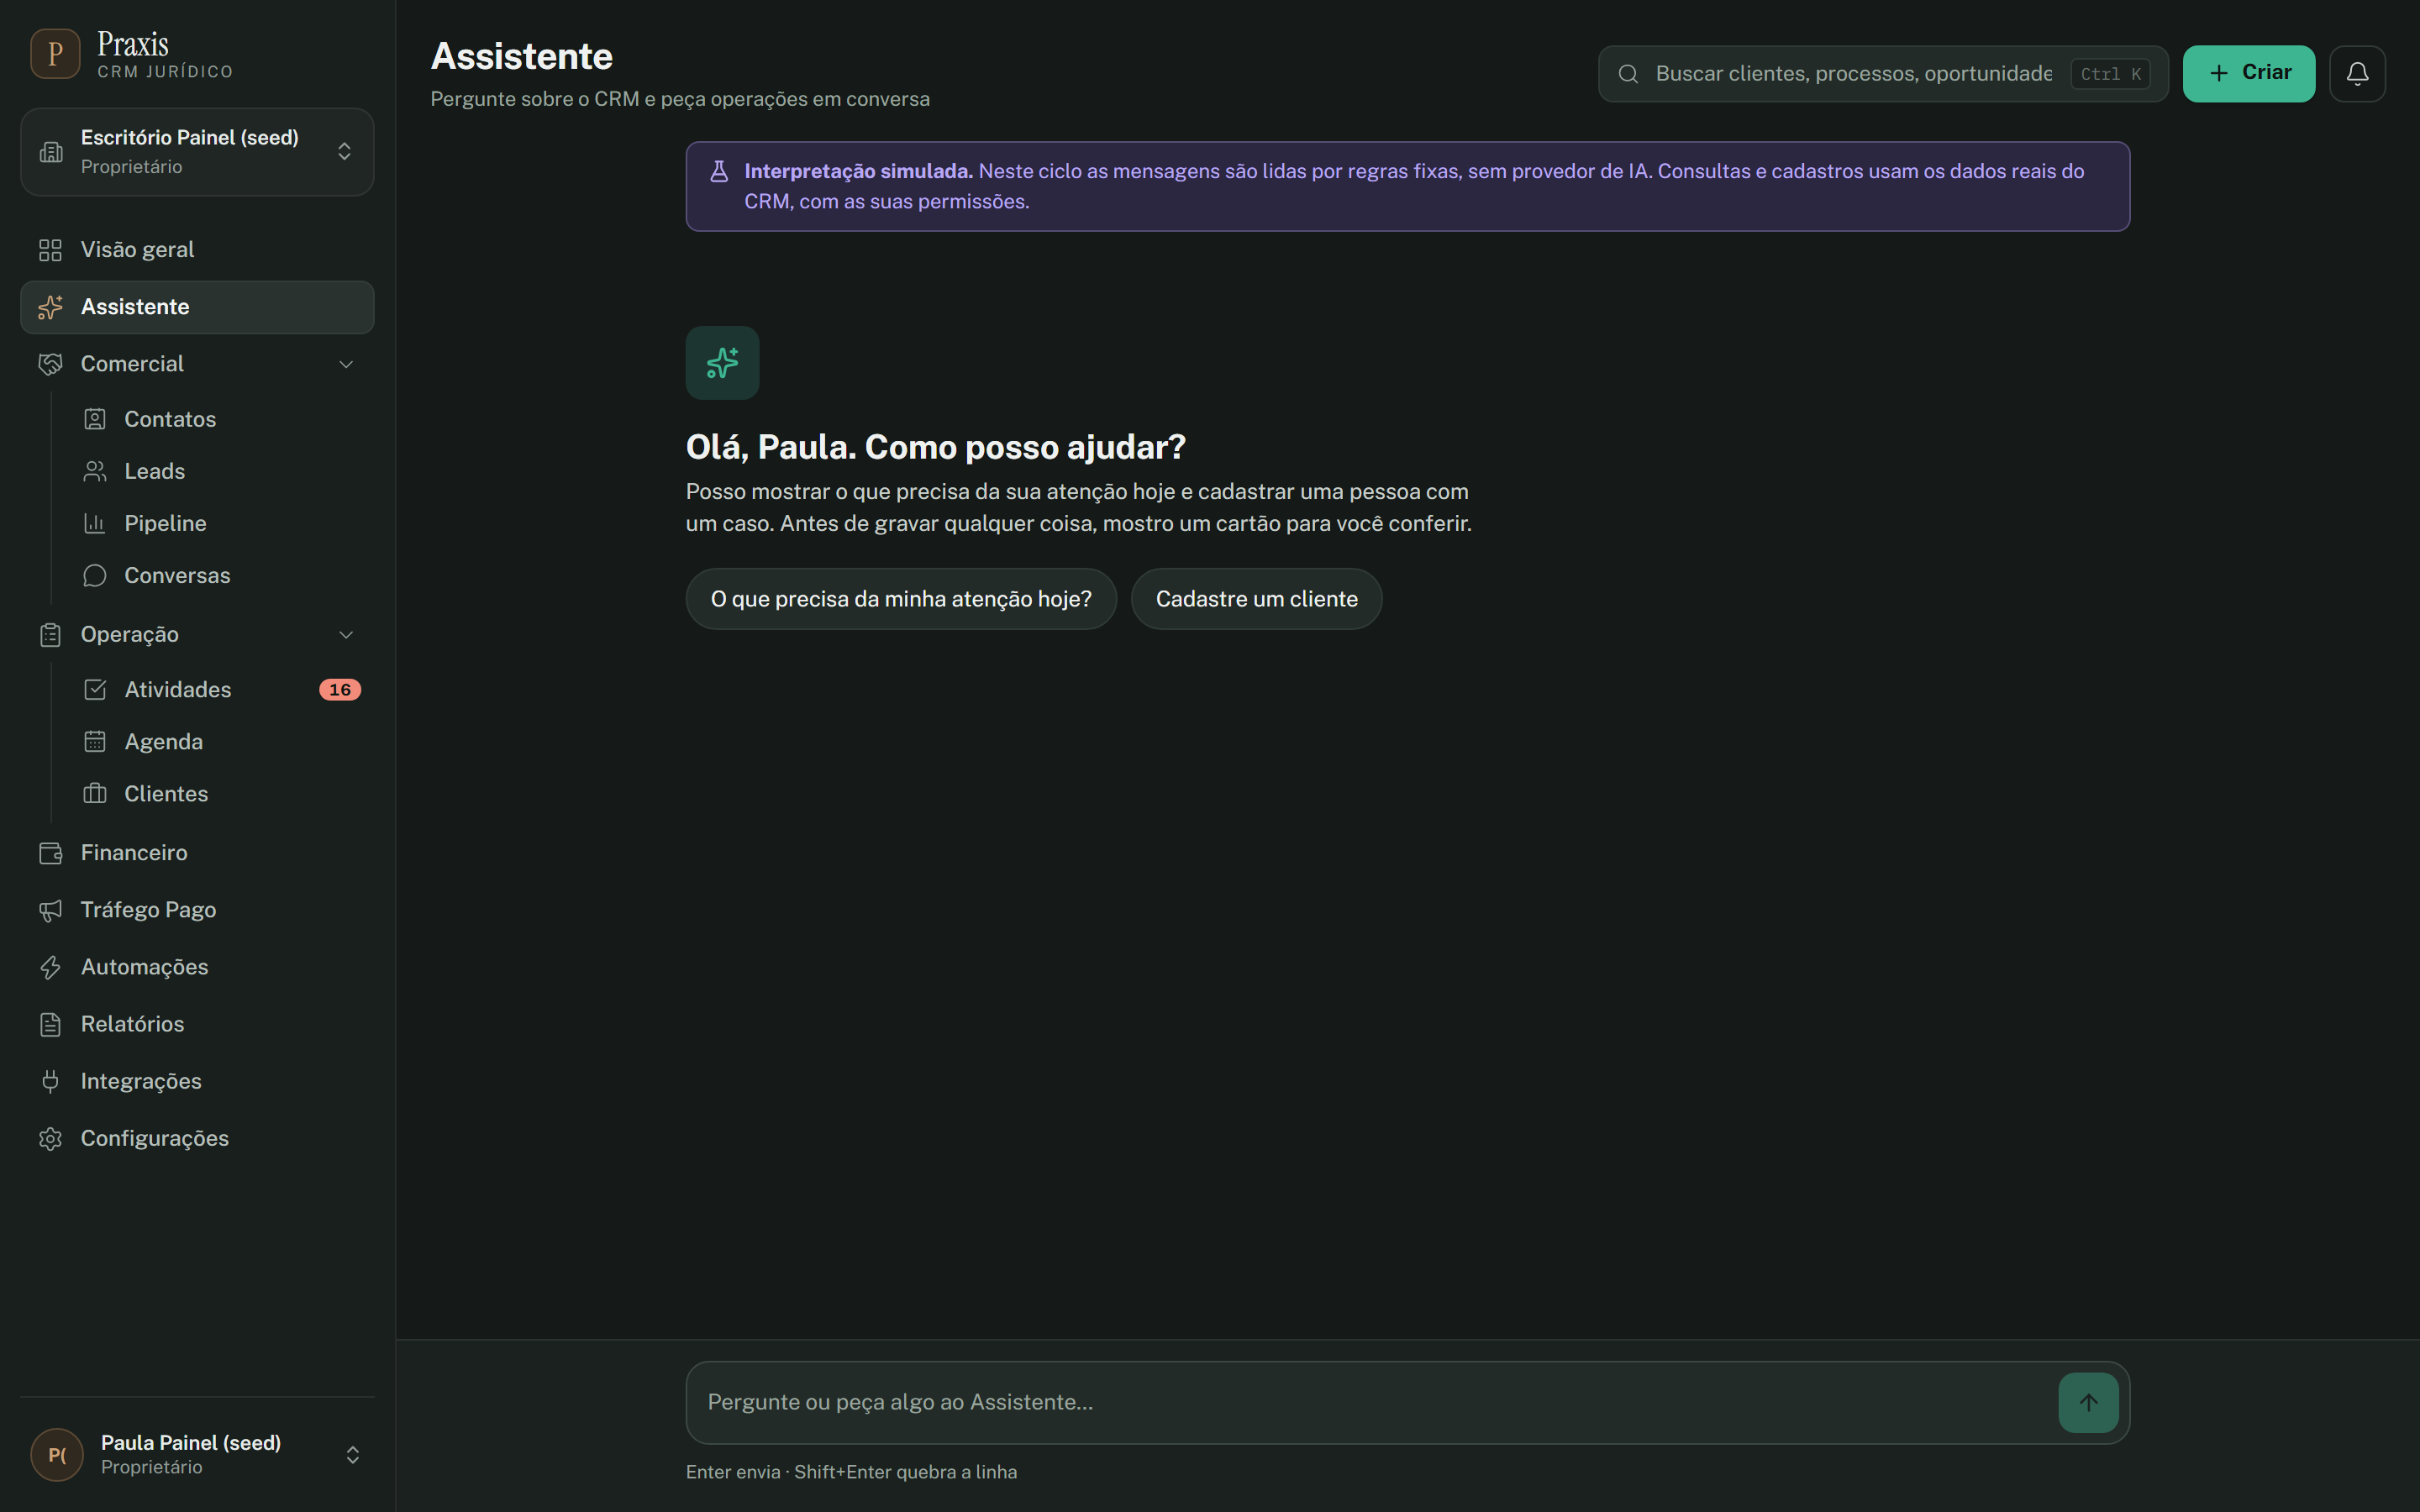 P
Praxis
CRM JURÍDICO
Escritório Painel (seed)
Proprietário
Visão geral
Assistente
Comercial
Contatos
Leads
Pipeline
Conversas
Operação
Atividades 16
Agenda
Clientes
Financeiro
Tráfego Pago
Automações
Relatórios
Integrações
Configurações
P(
Paula Painel (seed)
Proprietário
Assistente
Pergunte sobre o CRM e peça operações em conversa
Buscar clientes, processos, oportunidade Ctrl K
+ Criar
Interpretação simulada. Neste ciclo as mensagens são lidas por regras fixas, sem provedor de IA. Consultas e cadastros usam os dados reais do
CRM, com as suas permissões.
Olá, Paula. Como posso ajudar?
Posso mostrar o que precisa da sua atenção hoje e cadastrar uma pessoa com
um caso. Antes de gravar qualquer coisa, mostro um cartão para você conferir.
O que precisa da minha atenção hoje?
Cadastre um cliente
Pergunte ou peça algo ao Assistente...
Enter envia · Shift+Enter quebra a linha